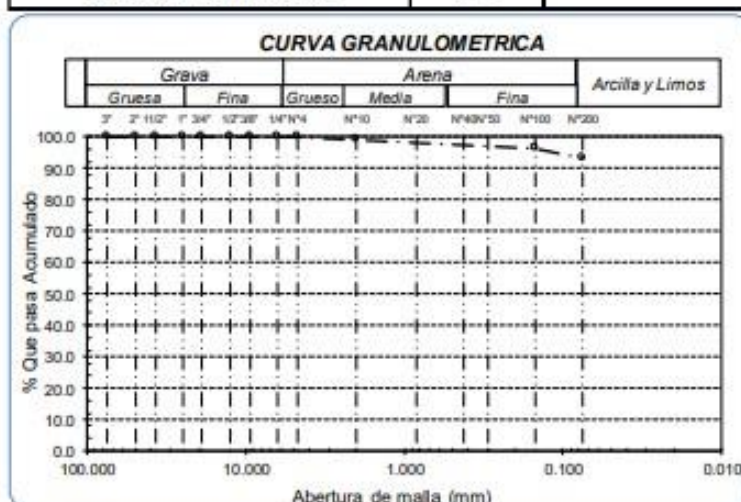 CURVA GRANULOMETRICA
Grava Arena Arcilla y Limos
Gruesa Fina Grueso Media Fina
3" 2" 11/2" 1" 3/4" 1/2" 3/8" 1/4" N°4 N°10 N°20 N°40 N°50 N°100 N°200
100.0
90.0
80.0
70.0
60.0
50.0
40.0
30.0
20.0
10.0
0.0
% Que pasa Acumulado
100.000 10.000 1.000 0.100 0.010
Abertura de malla (mm)